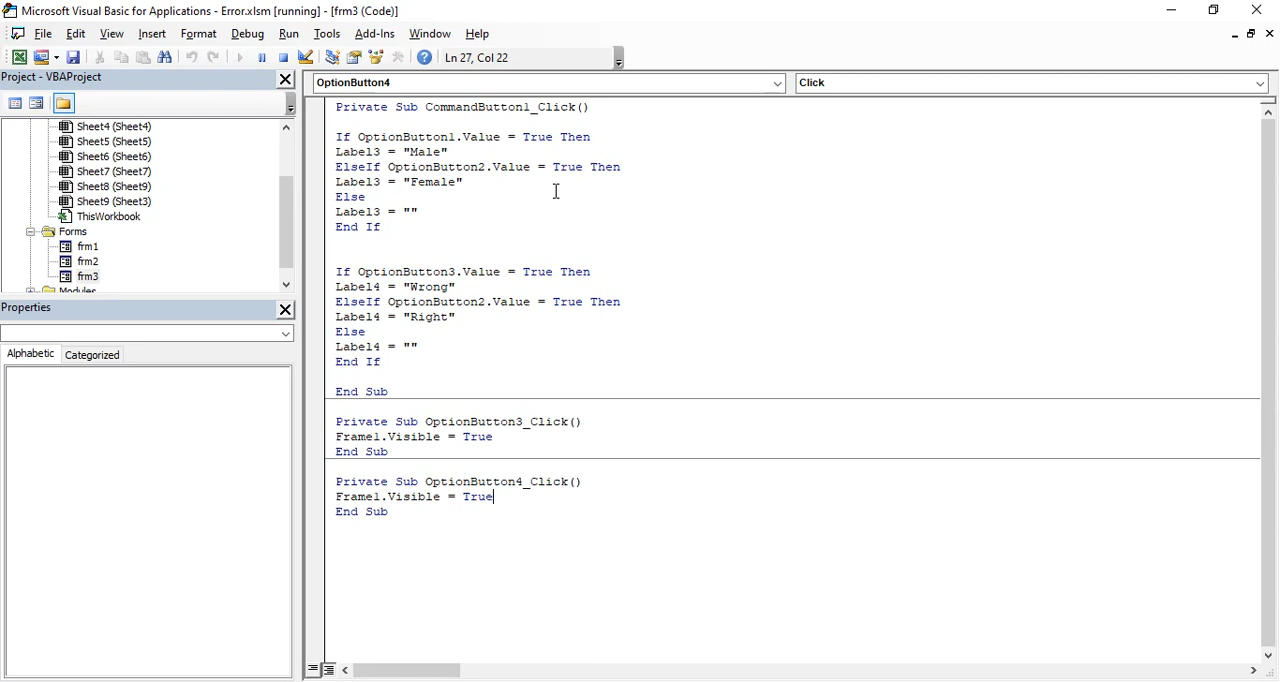 Microsoft Visual Basic for Applications - Error.xlsm [running] - [frm3 (Code)]
File Edit View Insert Format Debug Run Tools Add-Ins Window Help
Ln 27, Col 22
Project - VBAProject
Sheet4 (Sheet4)
Sheet5 (Sheet5)
Sheet6 (Sheet6)
Sheet7 (Sheet7)
Sheet8 (Sheet9)
Sheet9 (Sheet3)
ThisWorkbook
Forms
frm1
frm2
frm3
Modules
Properties
Alphabetic Categorized
OptionButton4 Click
Private Sub CommandButton1_Click()
If OptionButton1.Value = True Then
Label3 = "Male"
ElseIf OptionButton2.Value = True Then
Label3 = "Female"
Else
Label3 = ""
End If
If OptionButton3.Value = True Then
Label4 = "Wrong"
ElseIf OptionButton2.Value = True Then
Label4 = "Right"
Else
Label4 = ""
End If
End Sub
Private Sub OptionButton3_Click()
Frame1.Visible = True
End Sub
Private Sub OptionButton4_Click()
Frame1.Visible = True
End Sub